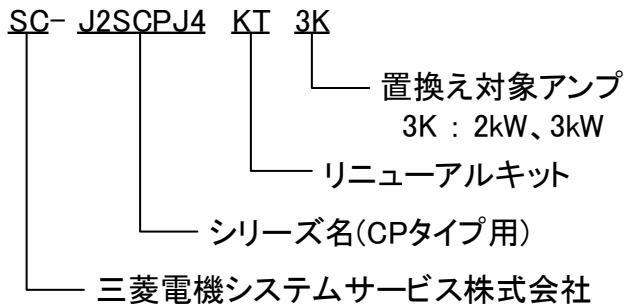 SC- J2SCPJ4 KT 3K
置換え対象アンプ
3K : 2kW、3kW
リニューアルキット
シリーズ名(CPタイプ用)
三菱電機システムサービス株式会社